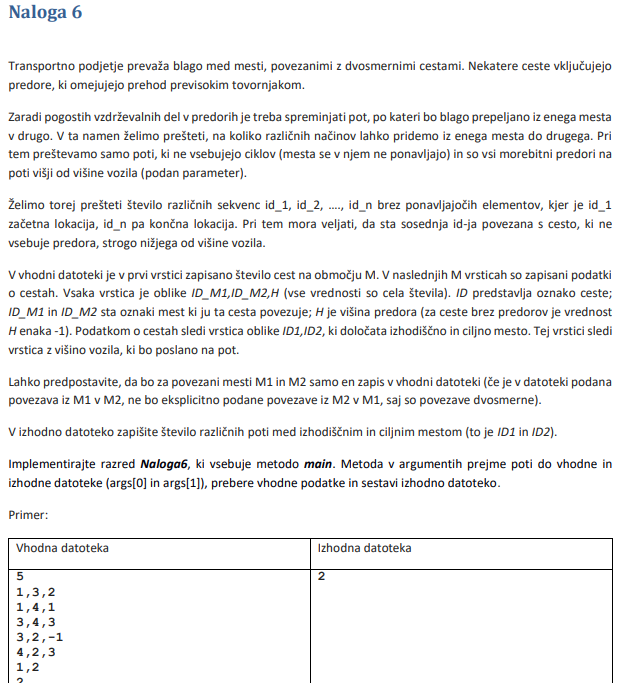 Naloga 6
Transportno podjetje prevaža blago med mesti, povezanimi z dvosmernimi cestami. Nekatere ceste vključujejo
predore, ki omejujejo prehod previsokim tovornjakom.
Zaradi pogostih vzdrževalnih del v predorih je treba spreminjati pot, po kateri bo blago prepeljano iz enega mesta
v drugo. V ta namen želimo prešteti, na koliko različnih načinov lahko pridemo iz enega mesta do drugega. Pri
tem preštevamo samo poti, ki ne vsebujejo ciklov (mesta se v njem ne ponavljajo) in so vsi morebitni predori na
poti višji od višine vozila (podan parameter).
Želimo torej prešteti število različnih sekvenc id_1, id_2, ...., id_n brez ponavljajočih elementov, kjer je id_1
začetna lokacija, id_n pa končna lokacija. Pri tem mora veljati, da sta sosednja id-ja povezana s cesto, ki ne
vsebuje predora, strogo nižjega od višine vozila.
V vhodni datoteki je v prvi vrstici zapisano število cest na območju M. V naslednjih M vrsticah so zapisani podatki
o cestah. Vsaka vrstica je oblike ID_M1,ID_M2,H (vse vrednosti so cela števila). ID predstavlja oznako ceste;
ID_M1 in ID_M2 sta oznaki mest ki ju ta cesta povezuje; H je višina predora (za ceste brez predorov je vrednost
H enaka -1). Podatkom o cestah sledi vrstica oblike ID1,ID2, ki določata izhodiščno in ciljno mesto. Tej vrstici sledi
vrstica z višino vozila, ki bo poslano na pot.
Lahko predpostavite, da bo za povezani mesti M1 in M2 samo en zapis v vhodni datoteki (če je v datoteki podana
povezava iz M1 v M2, ne bo eksplicitno podane povezave iz M2 v M1, saj so povezave dvosmerne).
V izhodno datoteko zapišite število različnih poti med izhodiščnim in ciljnim mestom (to je ID1 in ID2).
Implementirajte razred Naloga6, ki vsebuje metodo main. Metoda v argumentih prejme poti do vhodne in
izhodne datoteke (args[0] in args[1]), prebere vhodne podatke in sestavi izhodno datoteko.
Primer:
Vhodna datoteka
Izhodna datoteka
5
1,3,2
1,4,1
3,4,3
3,2,-1
4,2,3
1,2
2
2